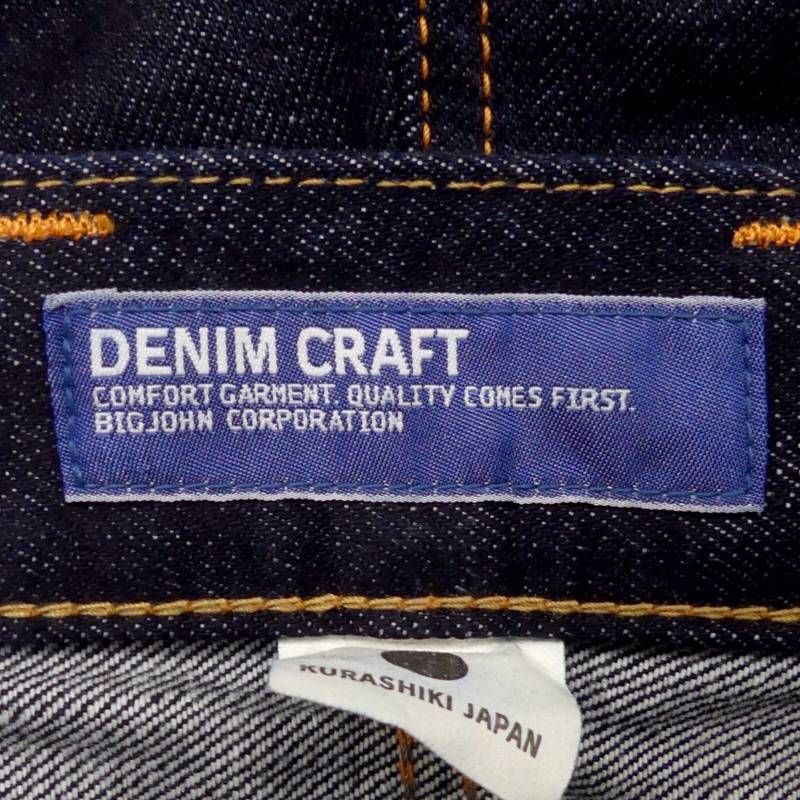 DENIM CRAFT
COMFORT GARMENT. QUALITY COMES FIRST.
BIGJOHN CORPORATION
KURASHIKI JAPAN